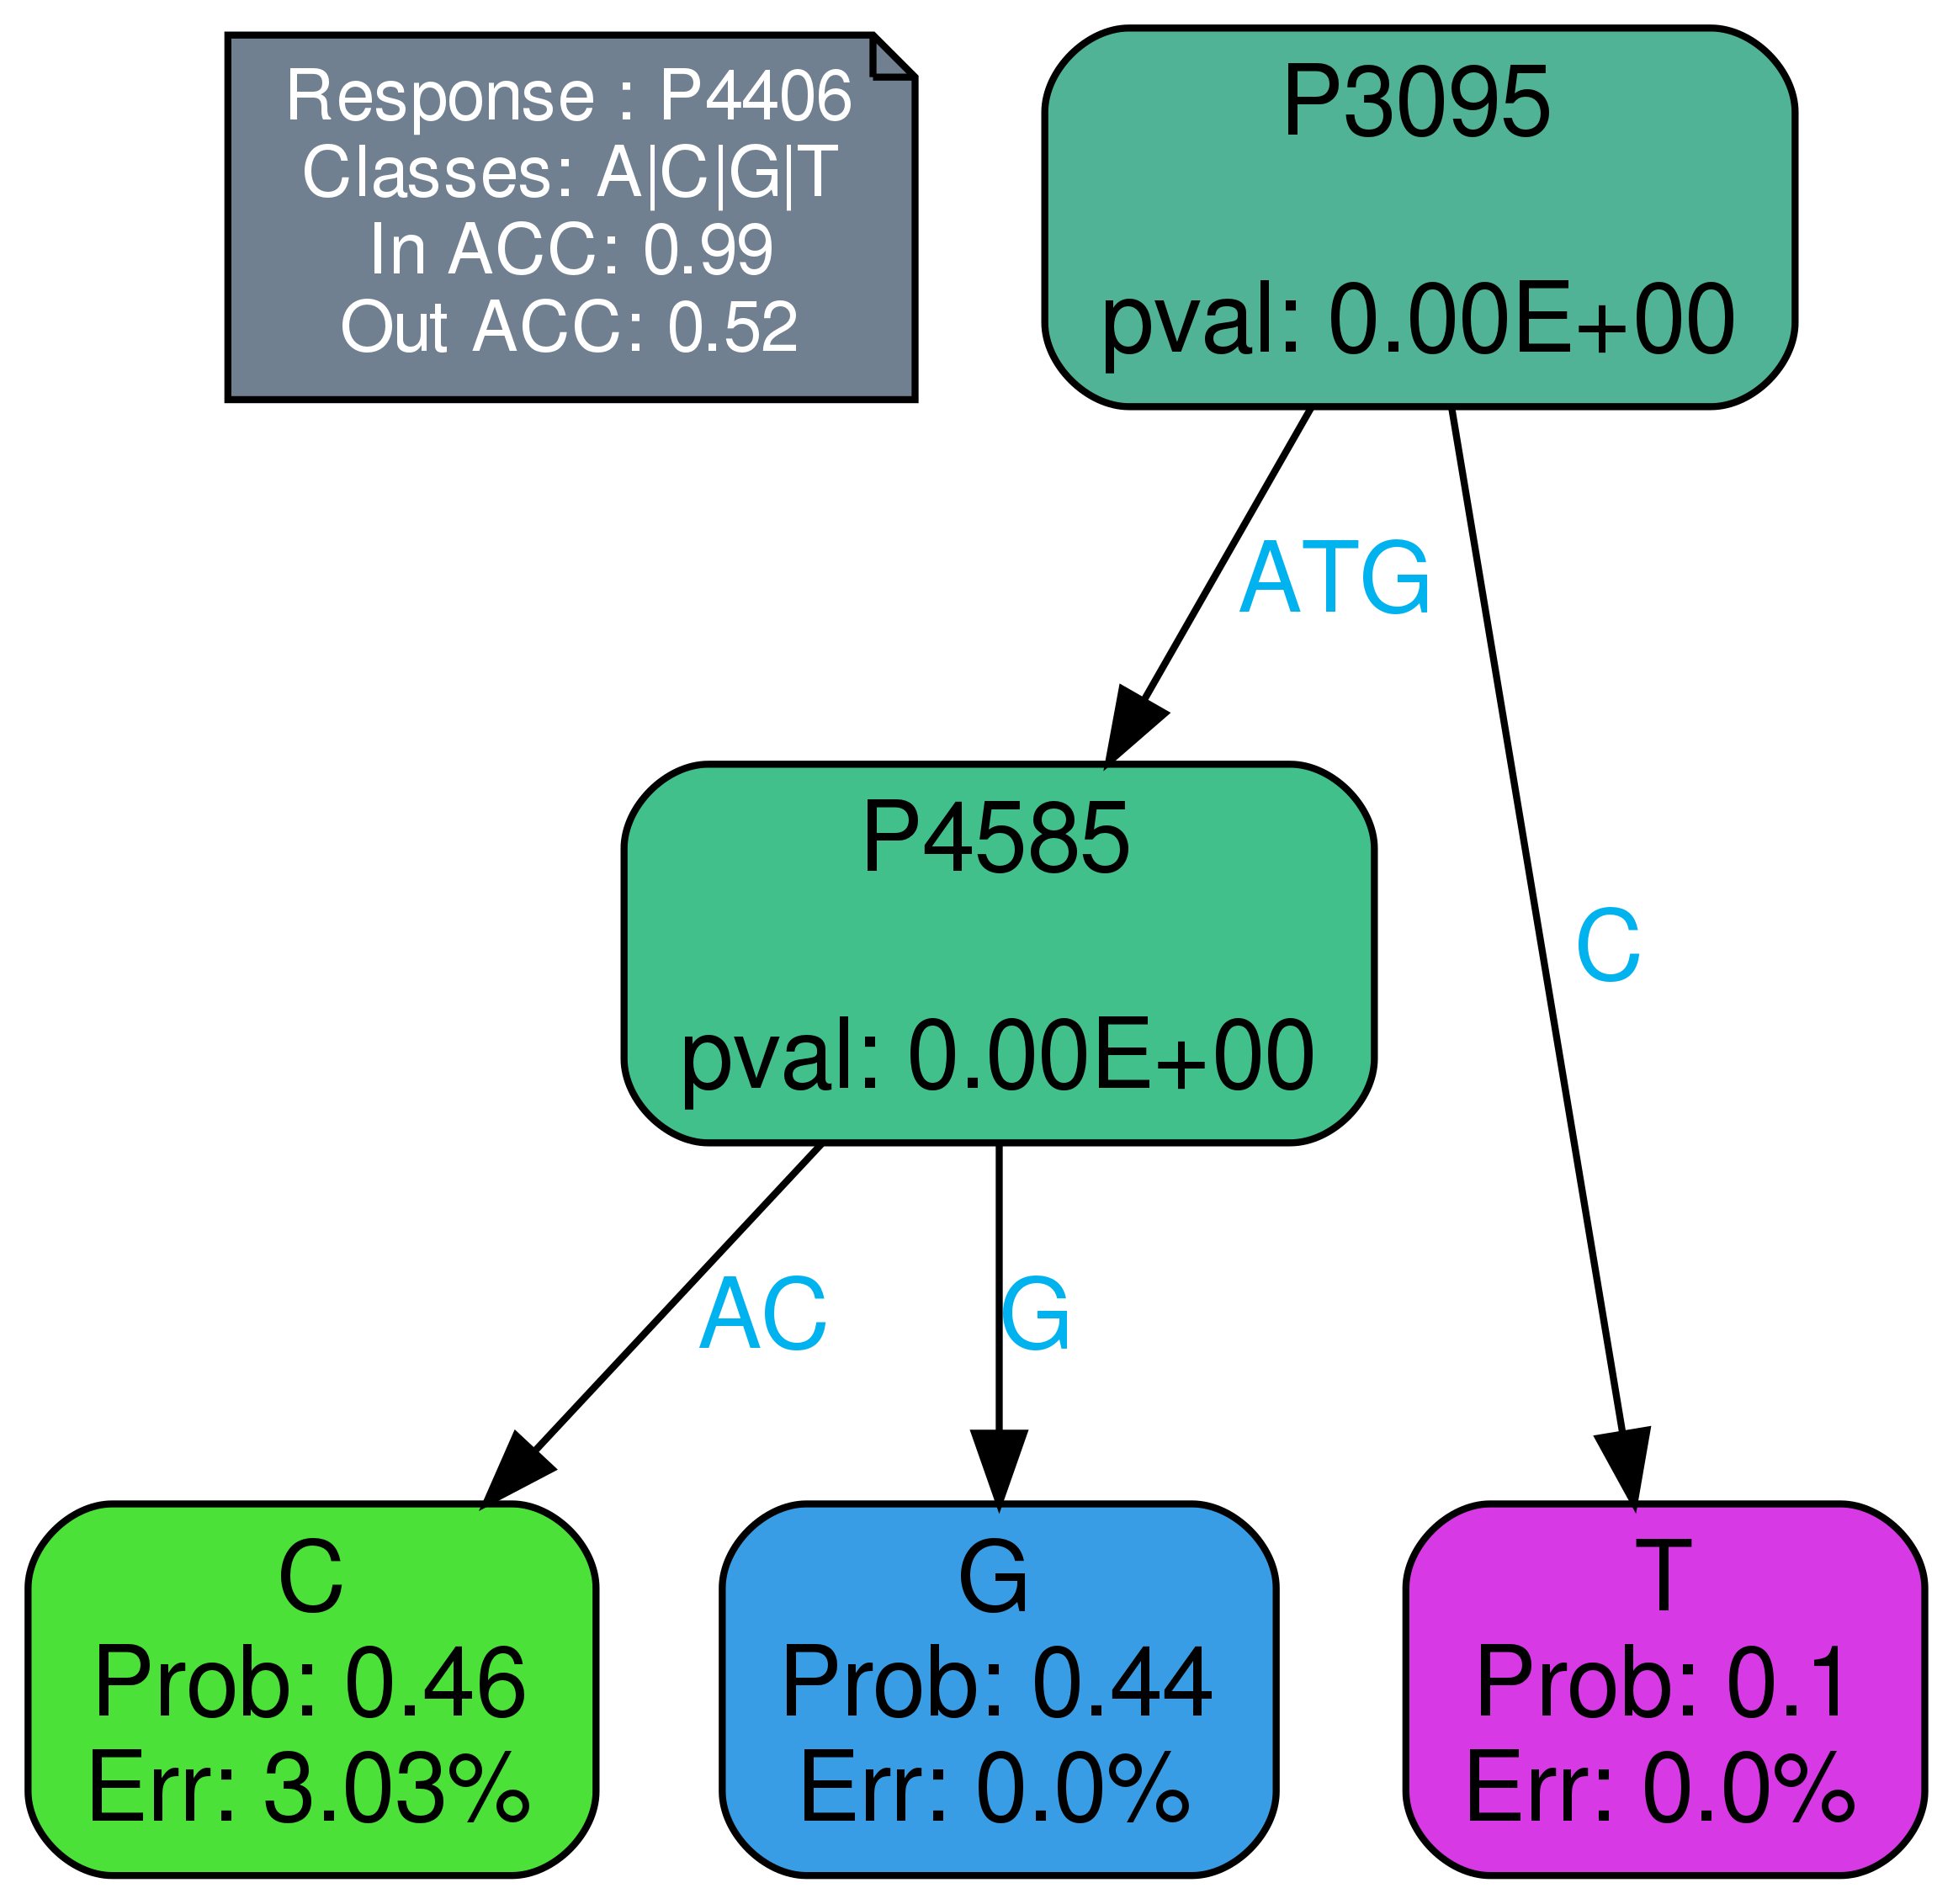 Response : P4406
Classes: A|C|G|T
In ACC: 0.99
Out ACC: 0.52
P3095
pval: 0.00E+00
ATG
C
P4585
pval: 0.00E+00
AC
G
C
Prob: 0.46
Err: 3.03%
G
Prob: 0.44
Err: 0.0%
T
Prob: 0.1
Err: 0.0%